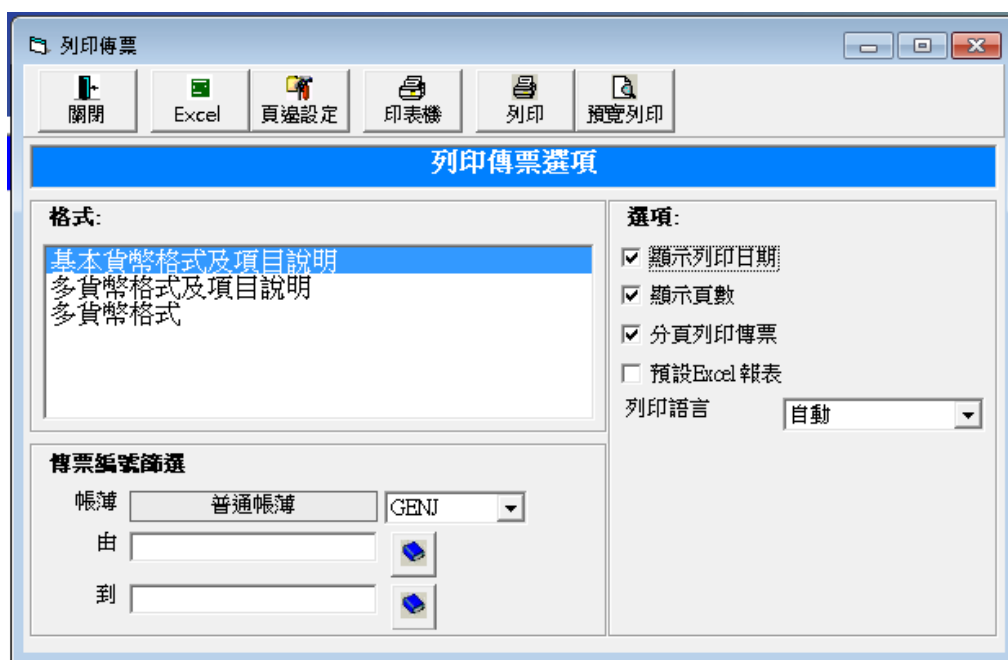 列印傳票
關閉
Excel
頁邊設定
印表機
列印
預覽列印
列印傳票選項
格式:
基本貨幣格式及項目說明
多貨幣格式及項目說明
多貨幣格式
選項:
顯示列印日期
顯示頁數
分頁列印傳票
預設Excel 報表
列印語言
自動
傳票編號篩選
帳薄
普通帳薄
GENJ
由
到